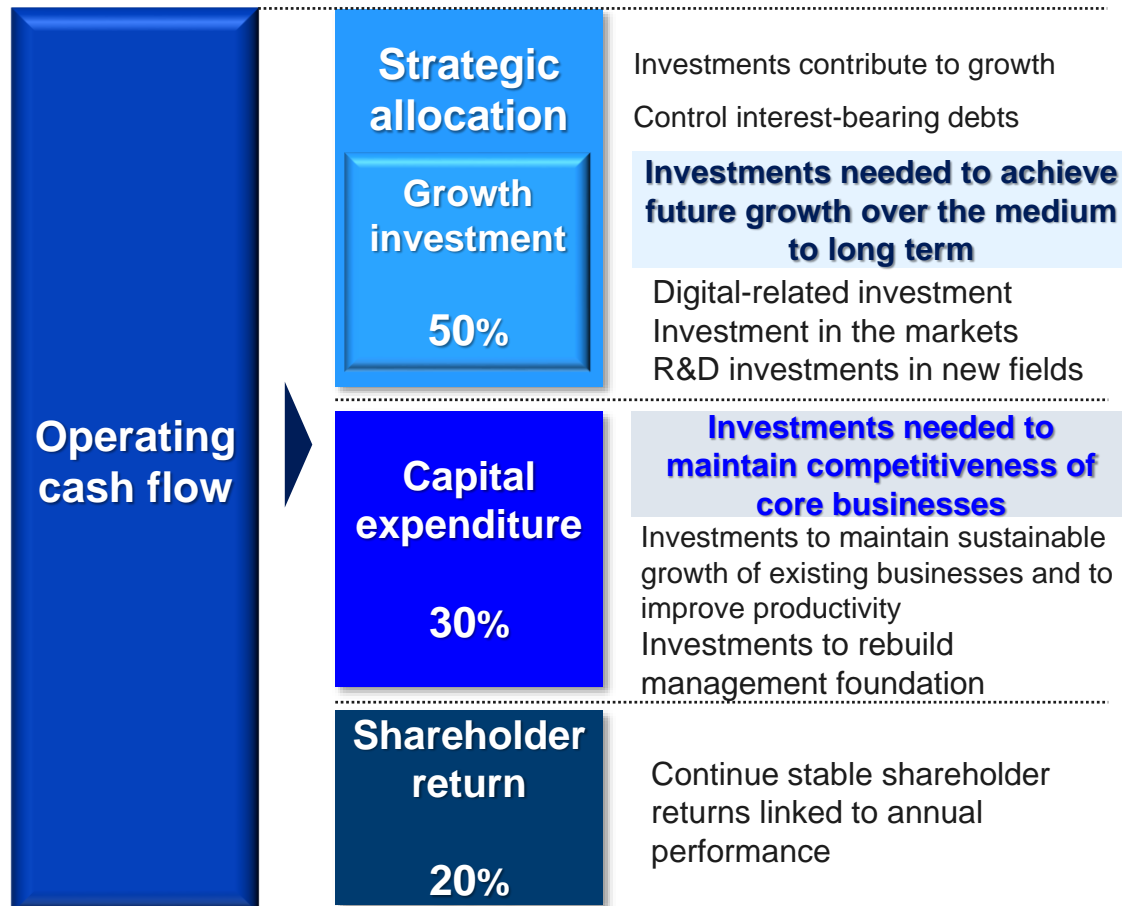 Operating
cash flow
Strategic
allocation
Growth
investment
50%
Investments contribute to growth
Control interest-bearing debts
Investments needed to achieve
future growth over the medium
to long term
Digital-related investment
Investment in the markets
R&D investments in new fields
Capital
expenditure
30%
Investments needed to
maintain competitiveness of
core businesses
Investments to maintain sustainable
growth of existing businesses and to
improve productivity
Investments to rebuild
management foundation
Shareholder
return
20%
Continue stable shareholder
returns linked to annual
performance